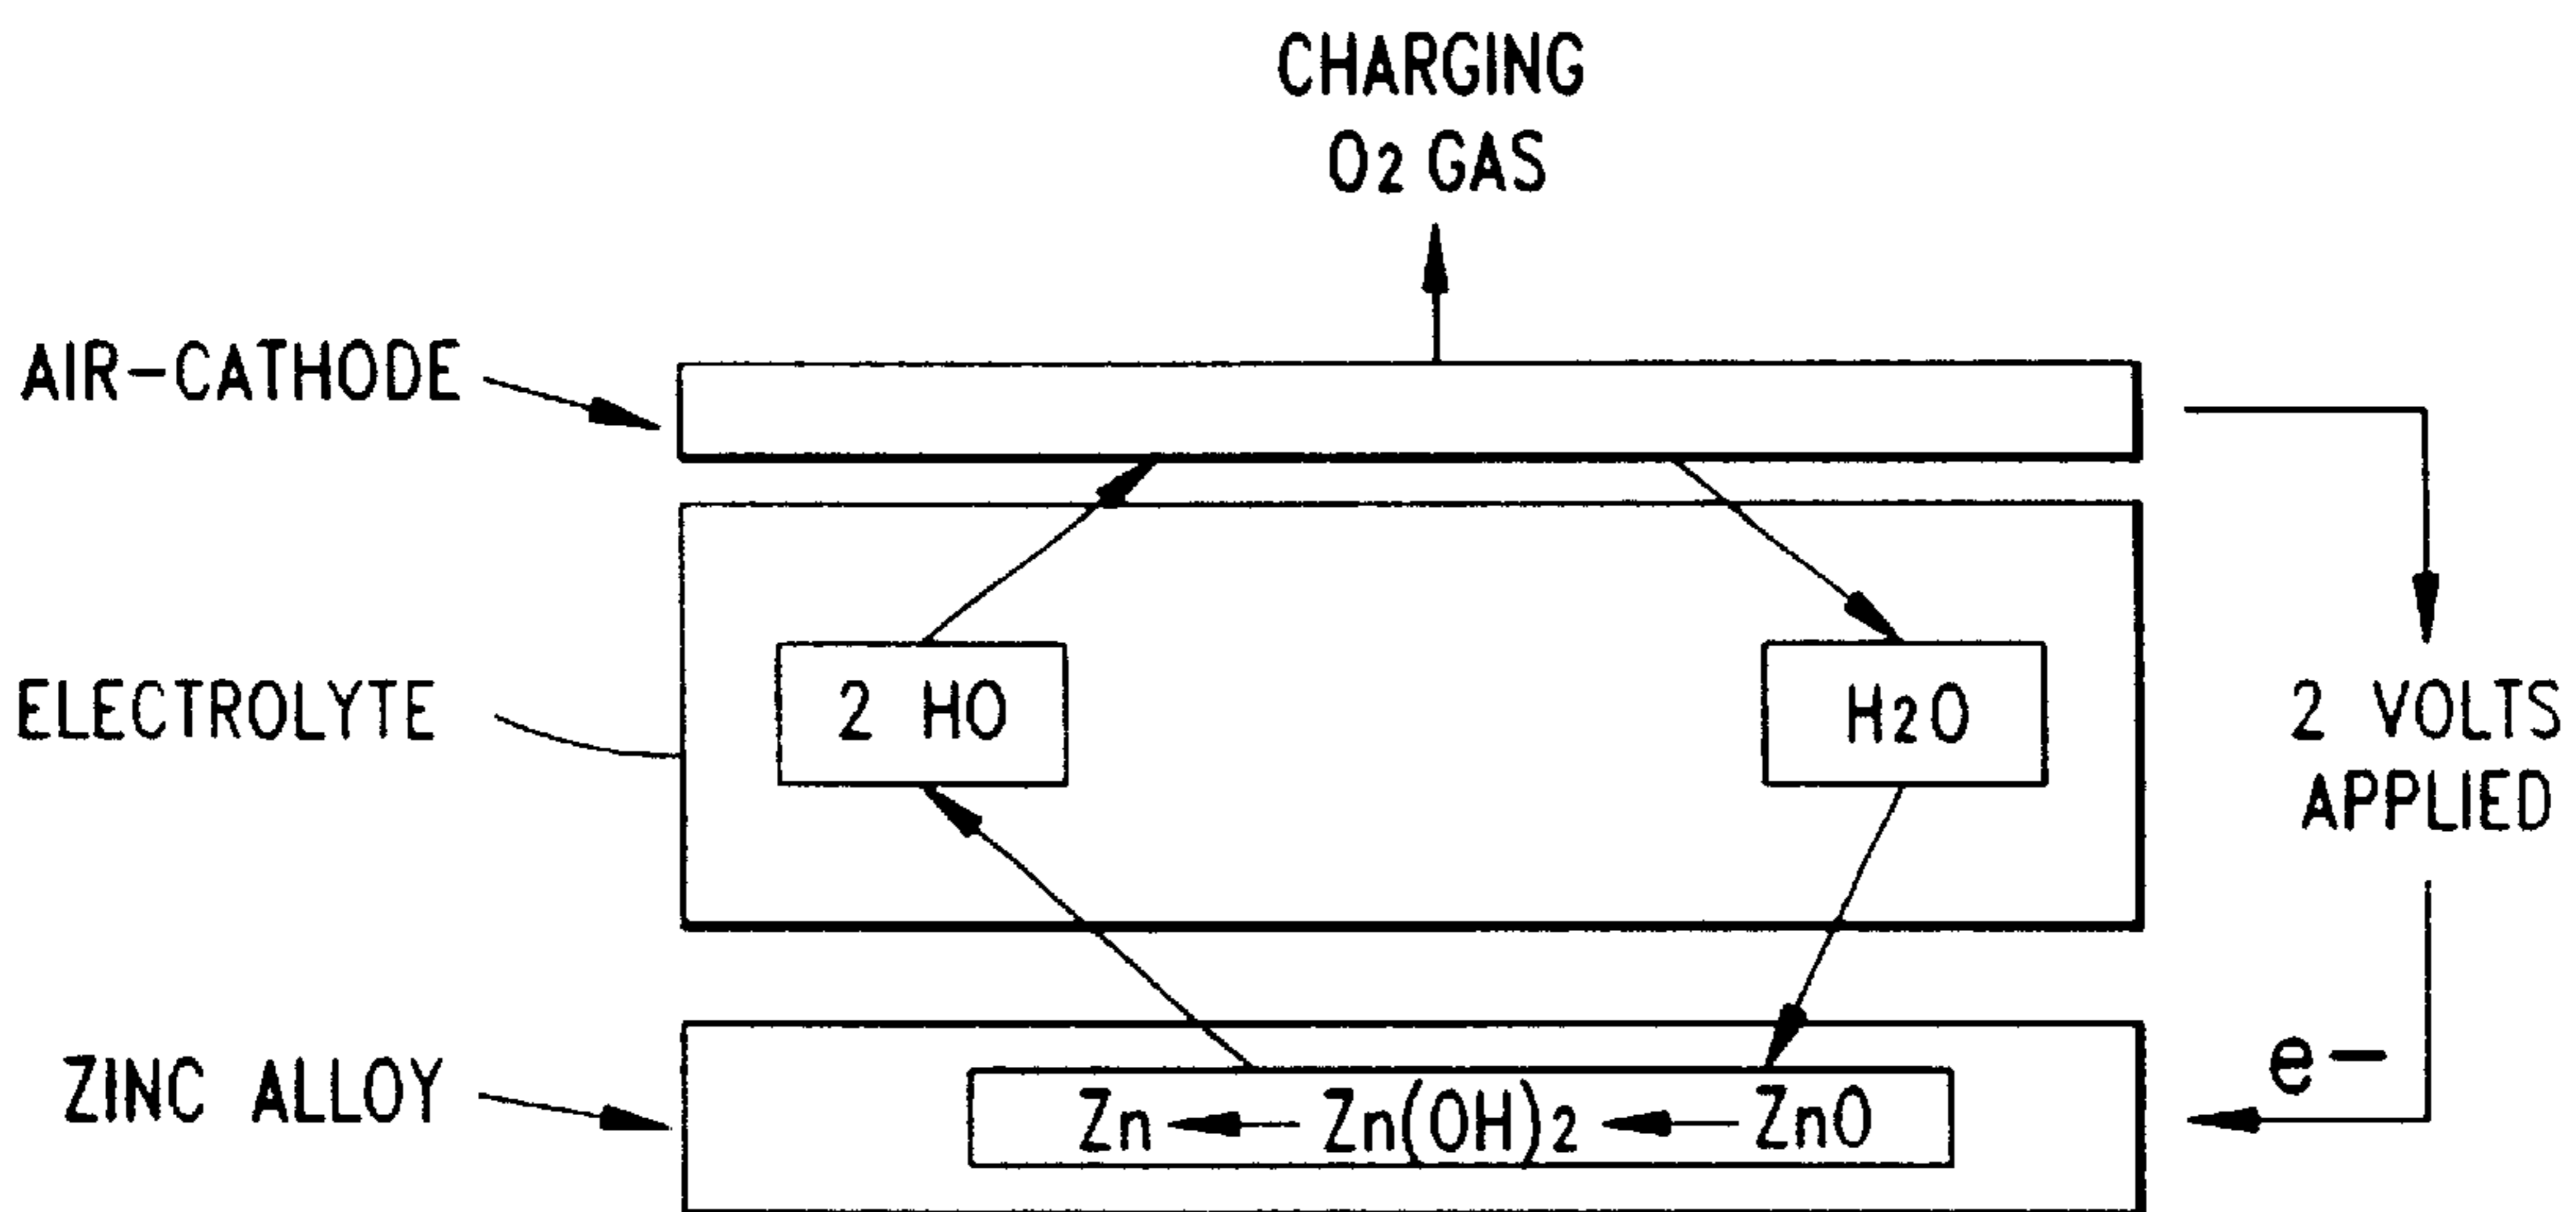 CHARGING
O2 GAS
AIR-CATHODE
ELECTROLYTE
2 HO
H2O
2 VOLTS
APPLIED
e-
ZINC ALLOY
Zn ← Zn(OH)2 ← ZnO